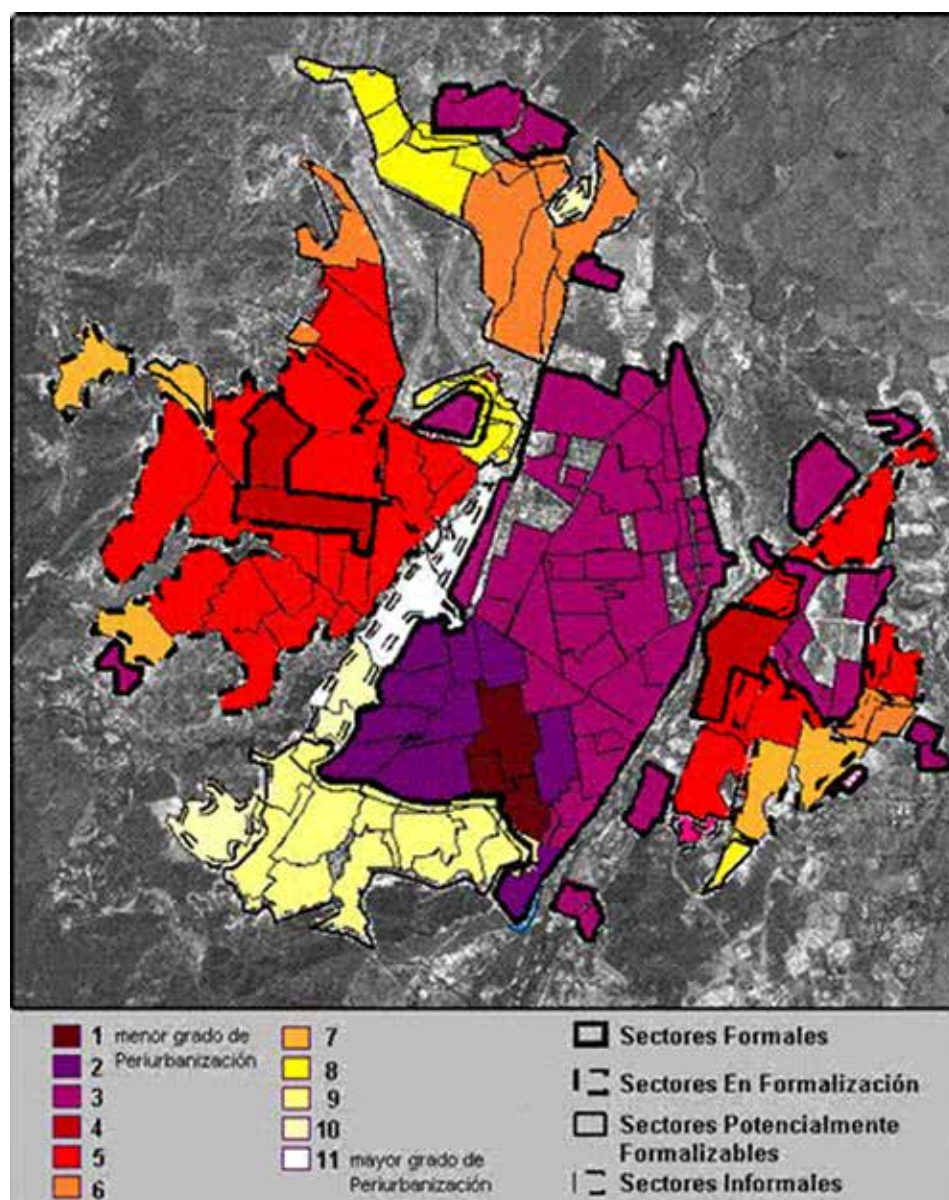 1 menor grado de
Periurbanización
2
3
4
5
6
7
8
9
10
11 mayor grado de
Periurbanización
Sectores Formales
Sectores En Formalización
Sectores Potencialmente
Formalizables
Sectores Informales